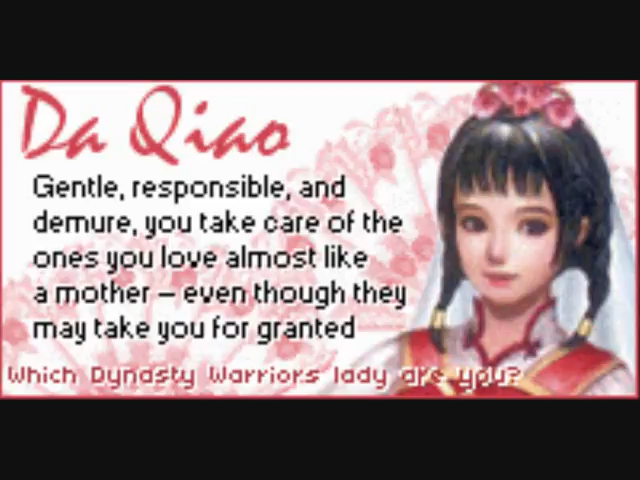 Da Qiao
Gentle, responsible, and
demure, you take care of the
ones you love almost like
a mother – even though they
may take you for granted
Which Dynasty Warriors lady are you?